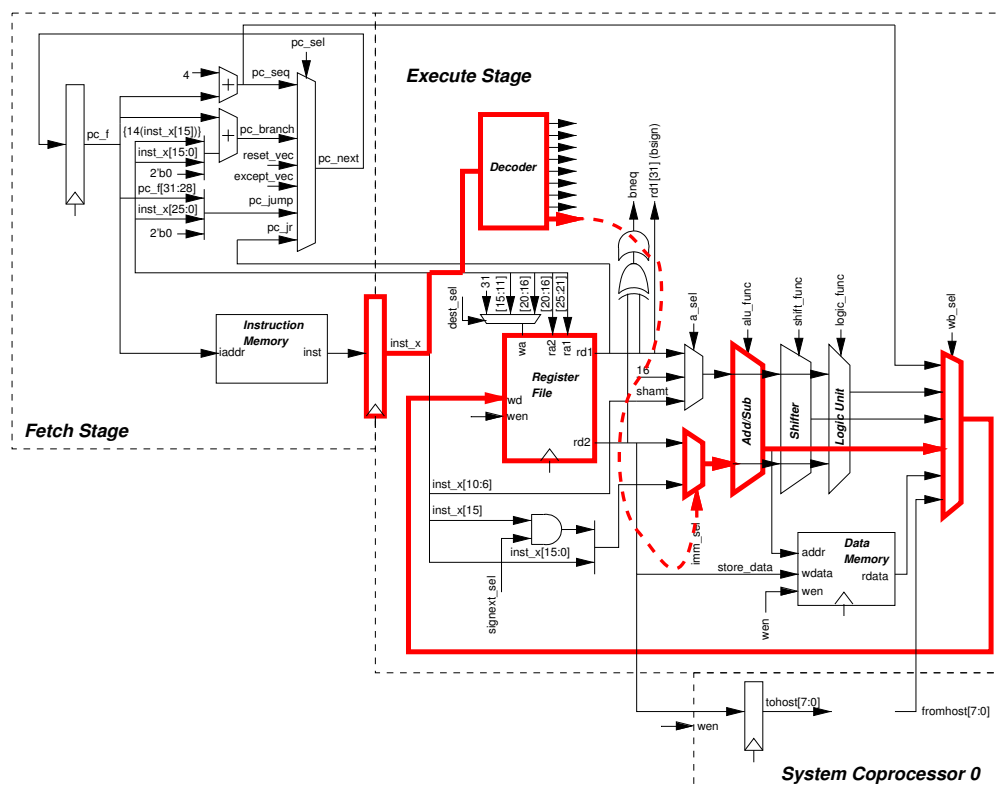 pc_sel
Execute Stage
4
+
pc_seq
pc_f
{14(inst_x[15])}
+
pc_branch
inst_x[15:0]
2'b0
reset_vec
pc_next
except_vec
pc_f[31:28]
inst_x[25:0]
pc_jump
2'b0
pc_jr
Decoder
bneq
rd1[31] (bsign)
dest_sel
31
[15:11]
[20:16]
[20:16]
[25:21]
a_sel
alu_func
shift_func
logic_func
wb_sel
Instruction
Memory
iaddr
inst
inst_x
wa
ra2
ra1
rd1
Register
File
16
shamt
wd
wen
rd2
Add/Sub
Shifter
Logic Unit
Fetch Stage
inst_x[10:6]
inst_x[15]
inst_x[15:0]
signext_sel
imm_sel
Data
Memory
addr
wdata
rdata
wen
store_data
wen
wen
tohost[7:0]
fromhost[7:0]
System Coprocessor 0